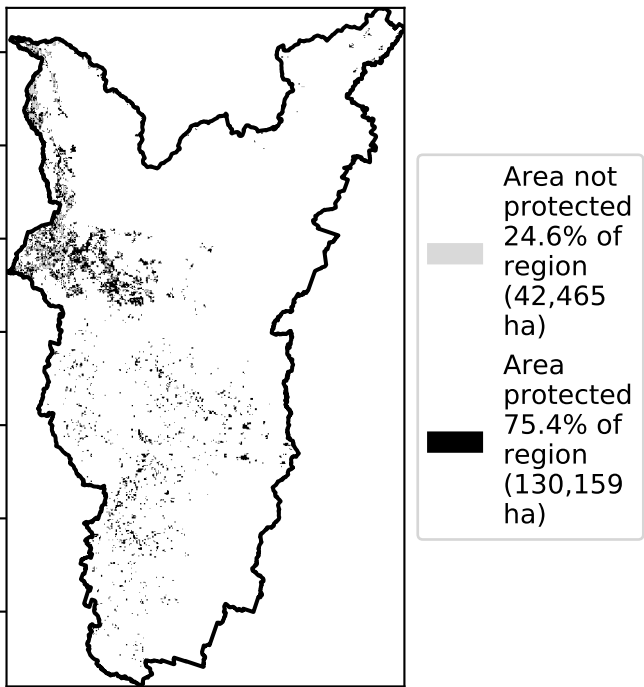 Area not
protected
24.6% of
region
(42,465
ha)
Area
protected
75.4% of
region
(130,159
ha)